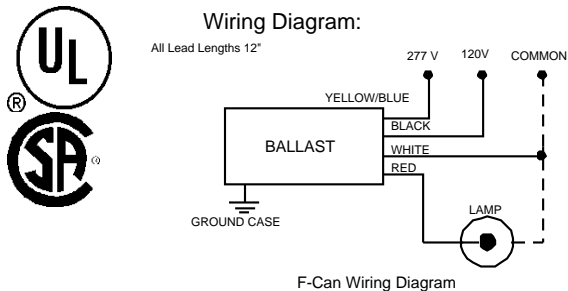 Wiring Diagram:
All Lead Lengths 12"
UL
®
SA
®
277 V
120V
COMMON
YELLOW/BLUE
BLACK
BALLAST
WHITE
RED
GROUND CASE
LAMP
F-Can Wiring Diagram